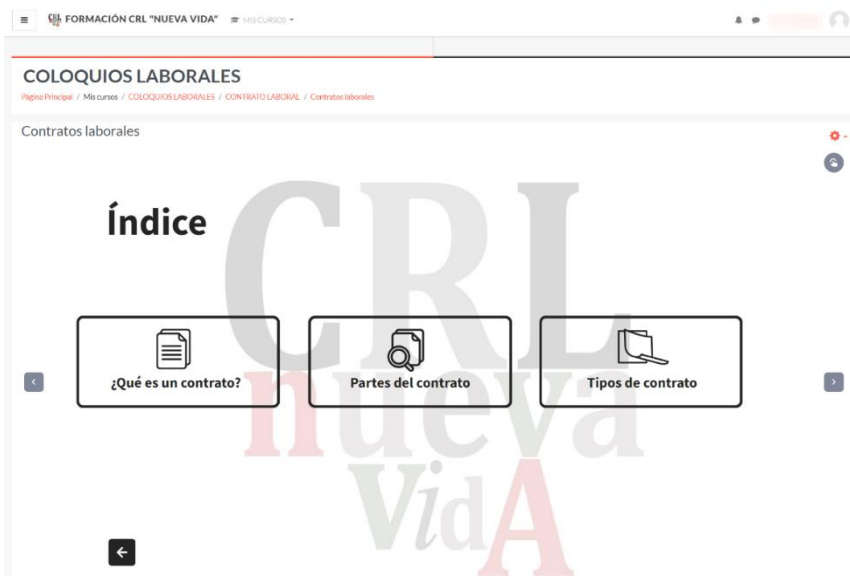 FORMACIÓN CRL "NUEVA VIDA" MIS CURSOS
COLOQUIOS LABORALES
Página Principal / Mis cursos / COLOQUIOS LABORALES / CONTRATO LABORAL / Contratos laborales
Contratos laborales
Índice
¿Qué es un contrato? Partes del contrato Tipos de contrato
CRL
nueva
VidA